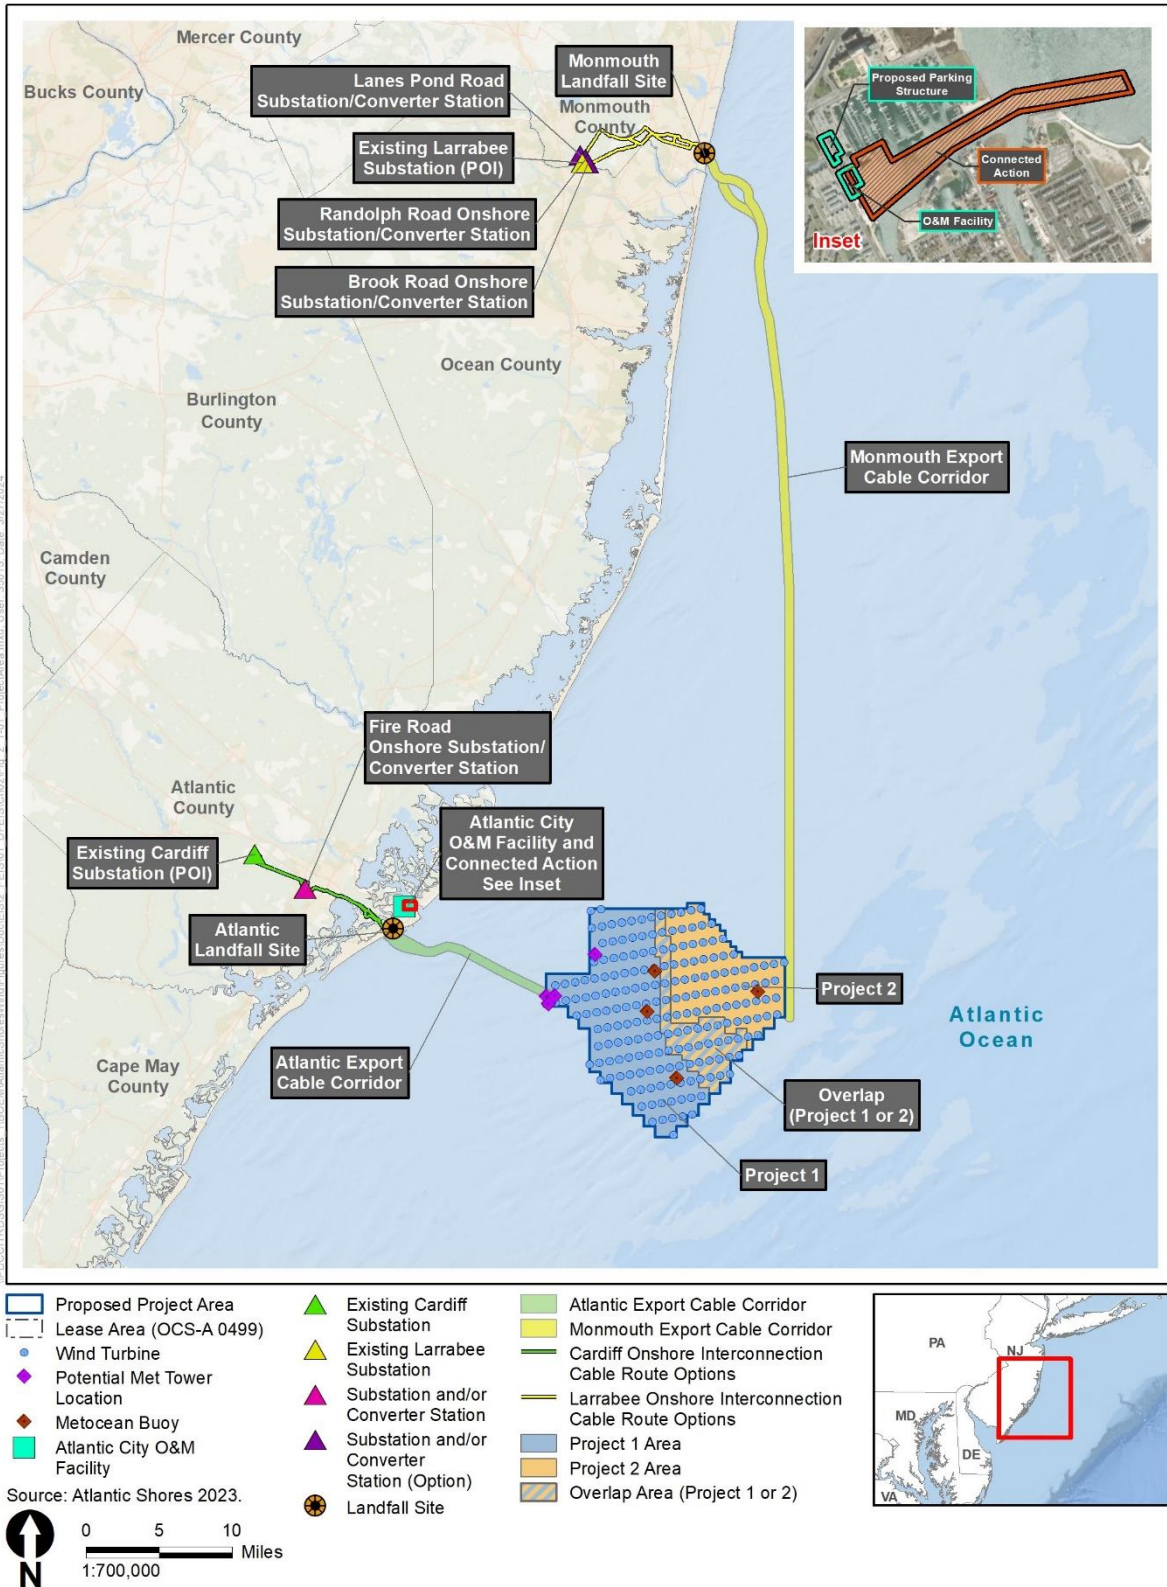 Mercer County
Bucks County
Lanes Pond Road
Substation/Converter Station
Monmouth
Landfall Site
Monmouth
County
Existing Larrabee
Substation (POI)
Randolph Road Onshore
Substation/Converter Station
Brook Road Onshore
Substation/Converter Station
Proposed Parking
Structure
Connected
Action
O&M Facility
Inset
Ocean County
Burlington
County
Monmouth Export
Cable Corridor
Camden
County
Fire Road
Onshore Substation/
Converter Station
Atlantic
County
Existing Cardiff
Substation (POI)
Atlantic City
O&M Facility and
Connected Action
See Inset
Atlantic
Landfall Site
Project 2
Atlantic
Ocean
Cape May
County
Atlantic Export
Cable Corridor
Overlap
(Project 1 or 2)
Project 1
Proposed Project Area
Lease Area (OCS-A 0499)
Wind Turbine
Potential Met Tower
Location
Metocean Buoy
Atlantic City O&M
Facility
Existing Cardiff
Substation
Existing Larrabee
Substation
Substation and/or
Converter Station
Substation and/or
Converter
Station (Option)
Landfall Site
Atlantic Export Cable Corridor
Monmouth Export Cable Corridor
Cardiff Onshore Interconnection
Cable Route Options
Larrabee Onshore Interconnection
Cable Route Options
Project 1 Area
Project 2 Area
Overlap Area (Project 1 or 2)
PA
NJ
MD
DE
VA
Source: Atlantic Shores 2023.
N
0 5 10
Miles
1:700,000